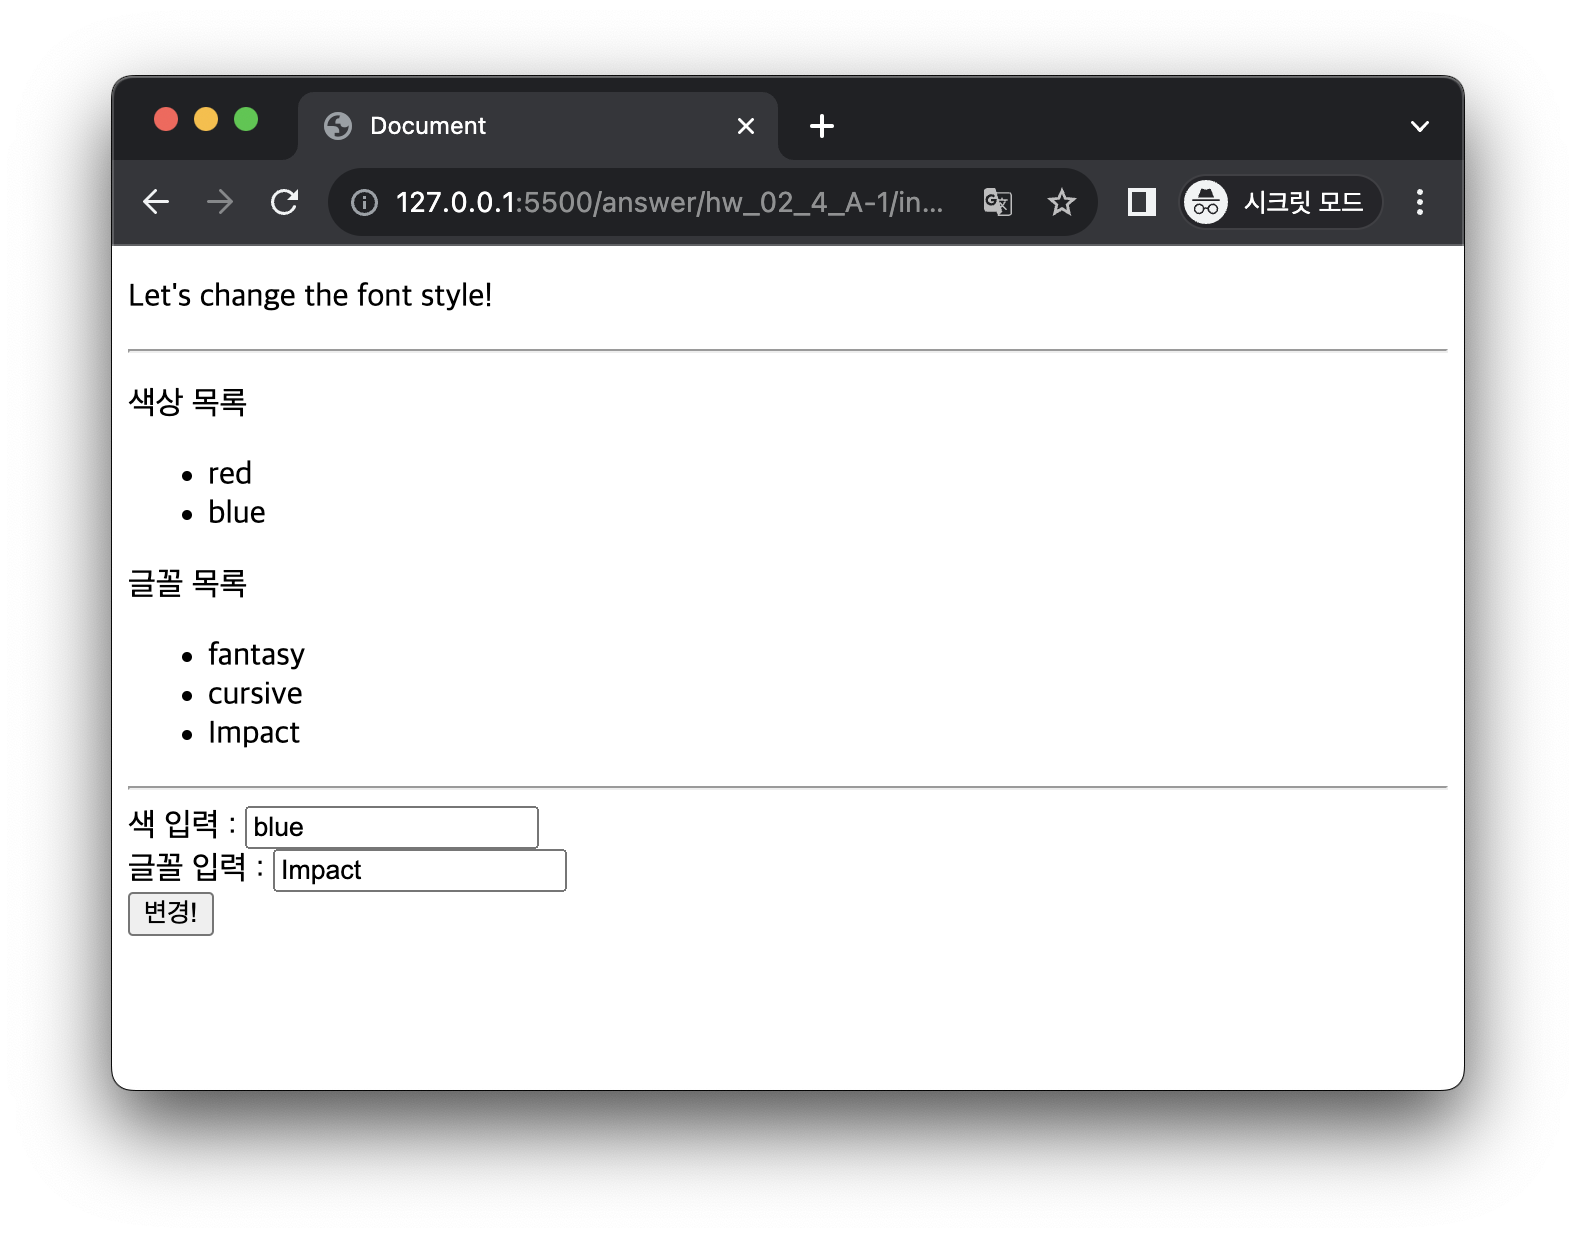 Document
127.0.0.1:5500/answer/hw_02_4_A-1/in...
시크릿 모드
Let's change the font style!
색상 목록
red
blue
글꼴 목록
fantasy
cursive
Impact
색 입력 : blue
글꼴 입력 : Impact
변경!